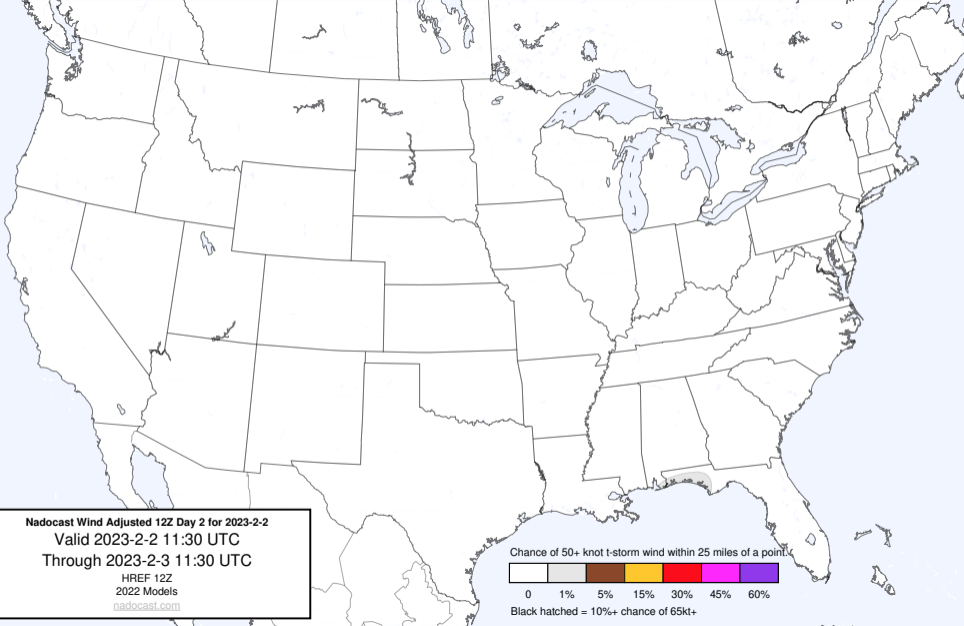 Nadocast Wind Adjusted 12Z Day 2 for 2023-2-2
Valid 2023-2-2 11:30 UTC
Through 2023-2-3 11:30 UTC
HREF 12Z
2022 Models
nadocast.com
Chance of 50+ knot t-storm wind within 25 miles of a point.
0 1% 5% 15% 30% 45% 60%
Black hatched = 10%+ chance of 65kt+